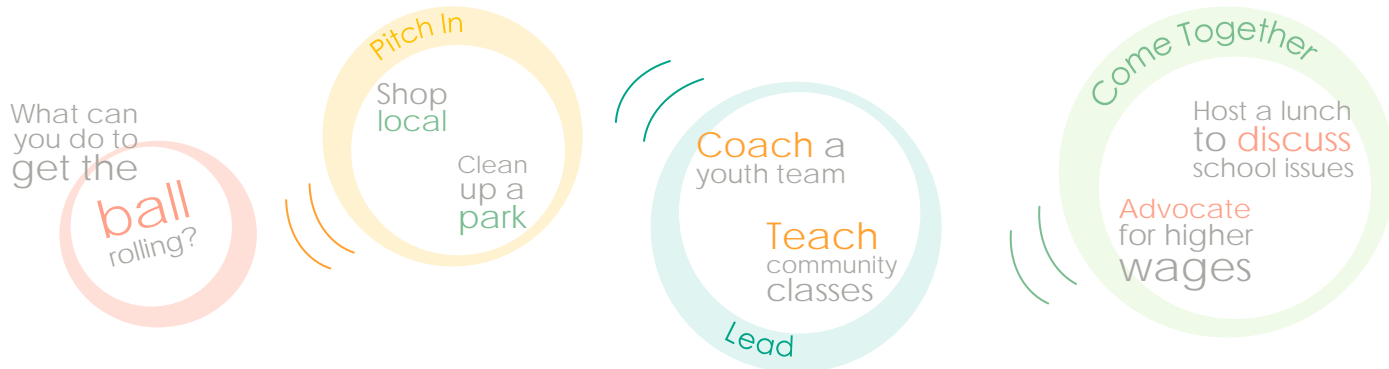 What can
you do to
get the
ball
rolling?
Pitch In
Shop
local
Clean
up a
park
Coach a
youth team
Teach
community
classes
Lead
Come Together
Host a lunch
to discuss
school issues
Advocate
for higher
wages